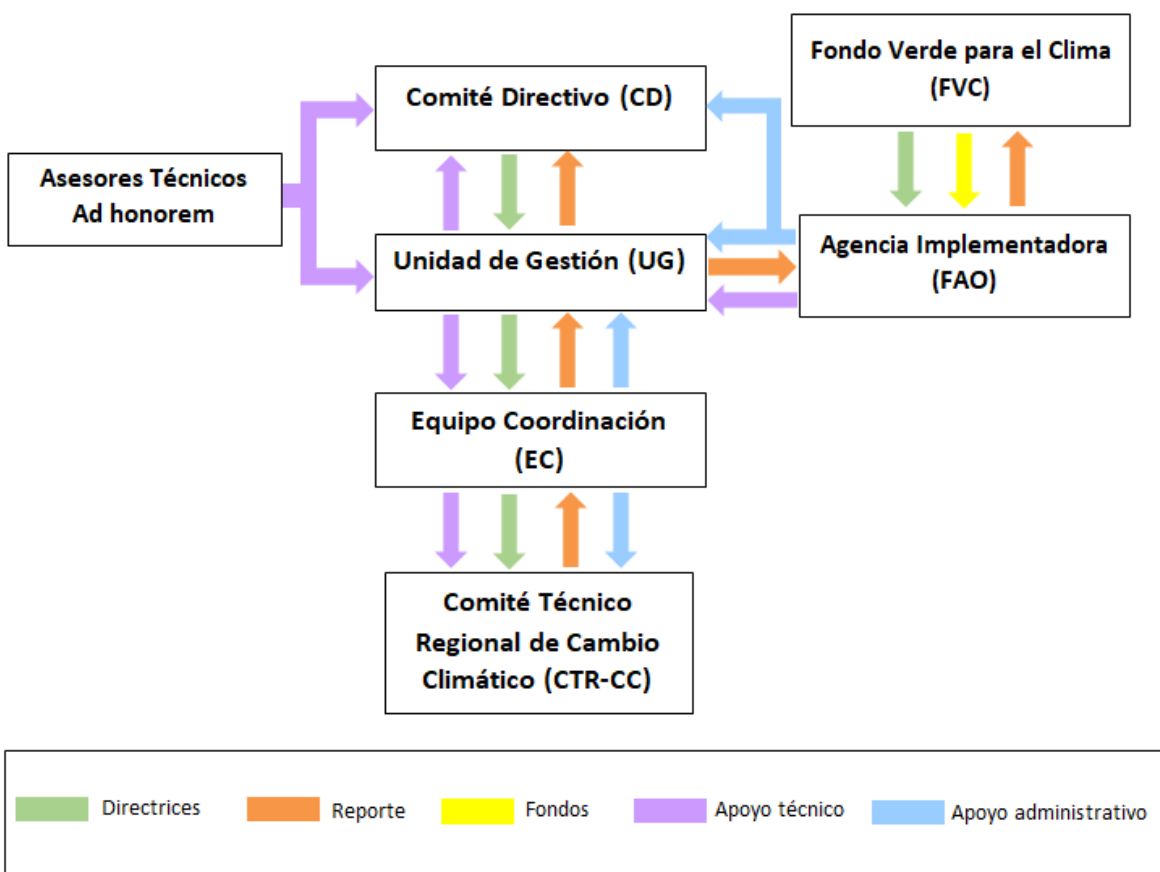 Fondo Verde para el Clima
(FVC)
Comité Directivo (CD)
Asesores Técnicos
Ad honorem
Unidad de Gestión (UG)
Agencia Implementadora
(FAO)
Equipo Coordinación
(EC)
Comité Técnico
Regional de Cambio
Climático (CTR-CC)
Directrices
Reporte
Fondos
Apoyo técnico
Apoyo administrativo